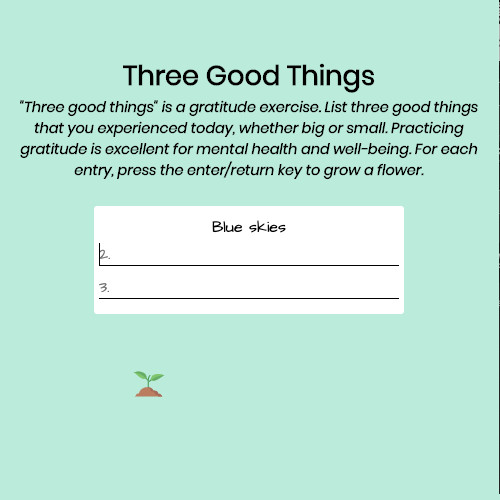 Three Good Things
"Three good things" is a gratitude exercise. List three good things
that you experienced today, whether big or small. Practicing
gratitude is excellent for mental health and well-being. For each
entry, press the enter/return key to grow a flower.
Blue skies
2.
3.